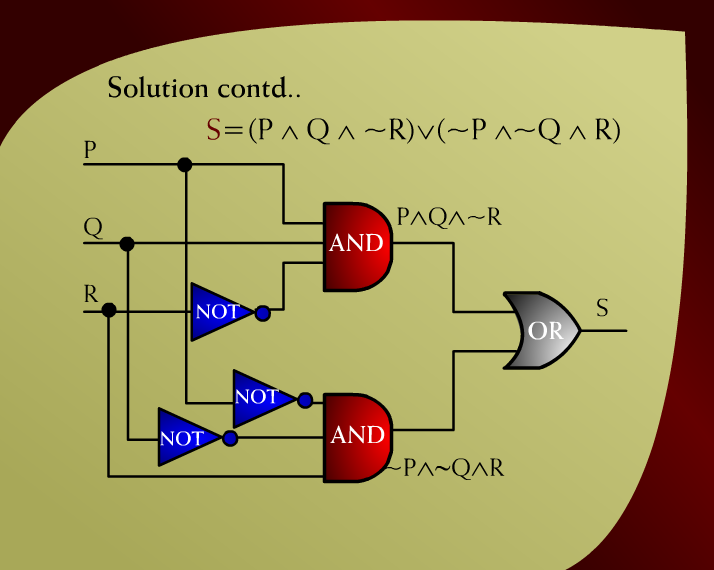 Solution contd..
S=(P ∧ Q ∧ ~R)∨(~P ∧~Q ∧ R)
P
Q
R
AND
P∧Q∧~R
NOT
S
OR
NOT
NOT
AND
~P∧~Q∧R